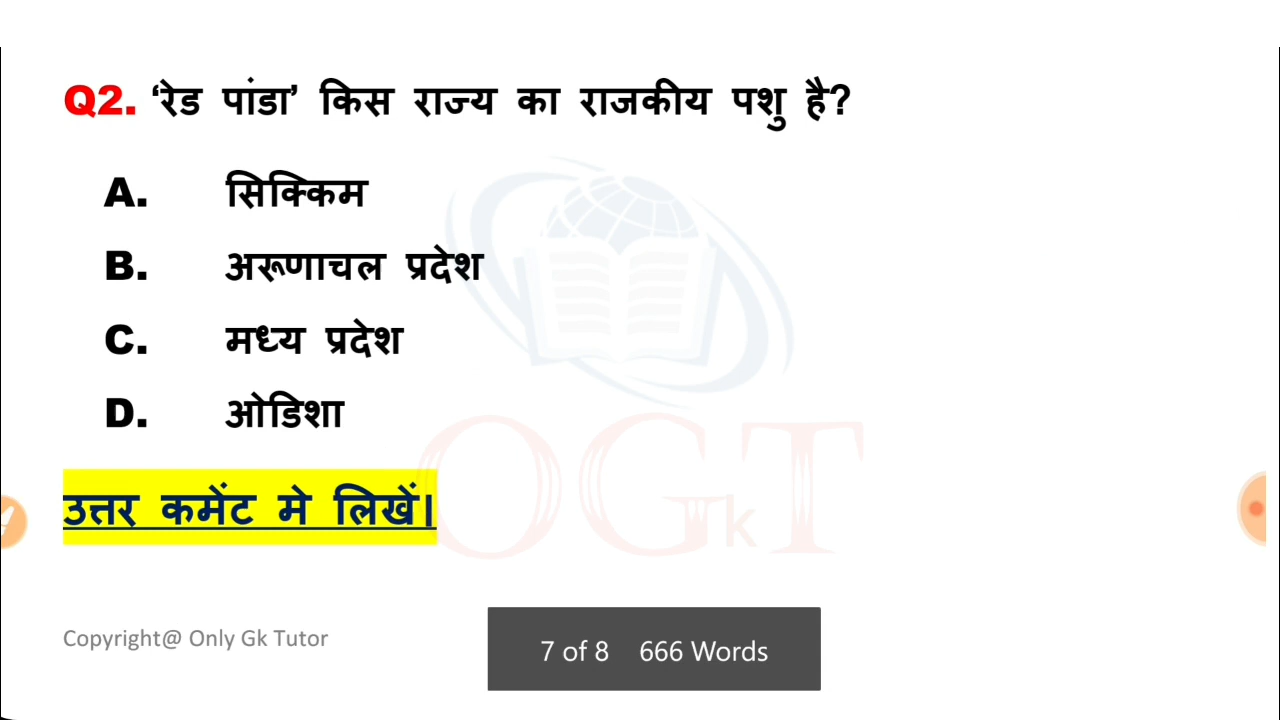 Q2. ‘रेड पांडा’ किस राज्य का राजकीय पशु है?
A. सिक्किम
B. अरूणाचल प्रदेश
C. मध्य प्रदेश
D. ओडिशा
उत्तर कमेंट मे लिखें।
OGkT
Copyright@ Only Gk Tutor
7 of 8 666 Words